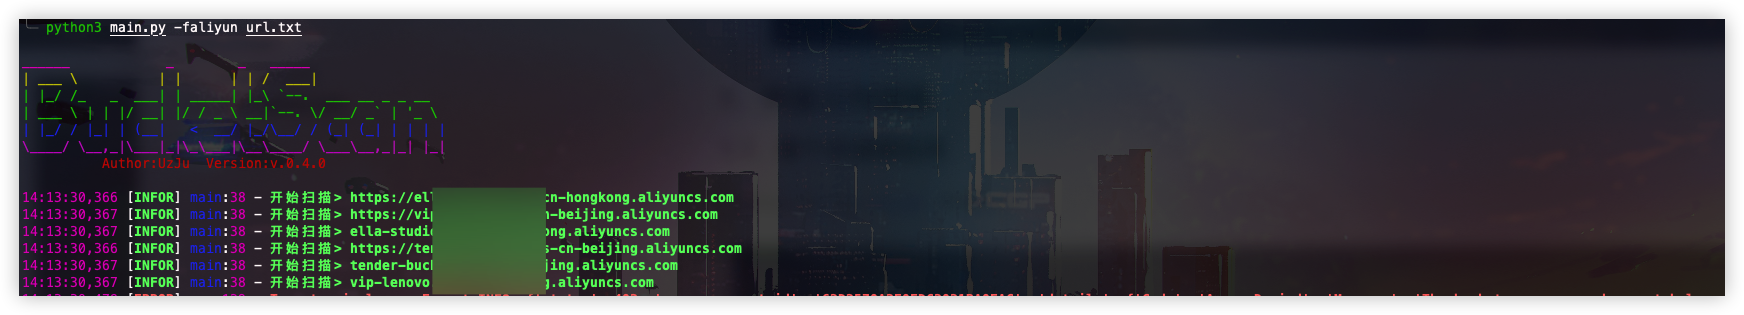 python3 main.py -faliyun url.txt
Author:UzJu Version:v.0.4.0
14:13:30,366 [INFOR] main:38 - 开始扫描> https://ell cn-hongkong.aliyuncs.com
14:13:30,367 [INFOR] main:38 - 开始扫描> https://vip n-beijing.aliyuncs.com
14:13:30,367 [INFOR] main:38 - 开始扫描> ella-studio ong.aliyuncs.com
14:13:30,366 [INFOR] main:38 - 开始扫描> https://ten s-cn-beijing.aliyuncs.com
14:13:30,367 [INFOR] main:38 - 开始扫描> tender-buc jing.aliyuncs.com
14:13:30,367 [INFOR] main:38 - 开始扫描> vip-lenovo g.aliyuncs.com